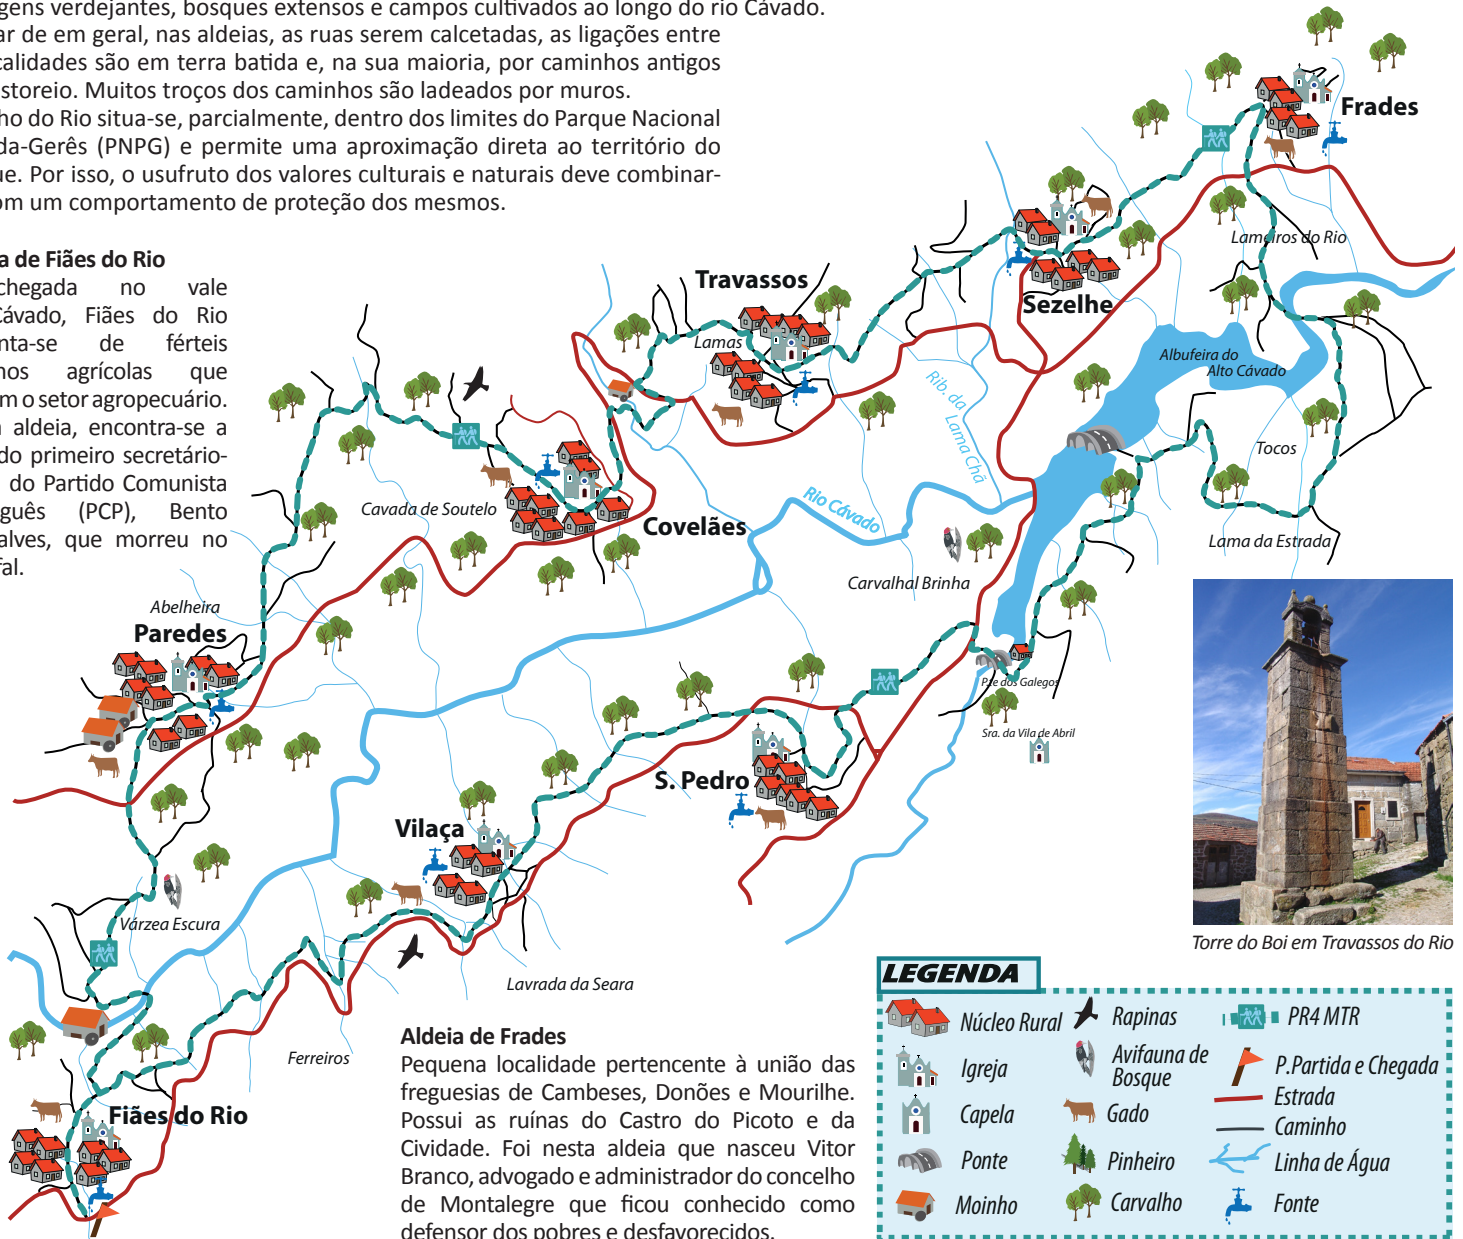 gens verdejantes, bosques extensos e campos cultivados ao longo do rio Cávado.
ar de em geral, nas aldeias, as ruas serem calcetadas, as ligações entre
calidades são em terra batida e, na sua maioria, por caminhos antigos
storeio. Muitos troços dos caminhos são ladeados por muros.
ho do Rio situa-se, parcialmente, dentro dos limites do Parque Nacional
da-Gerês (PNPG) e permite uma aproximação direta ao território do
ue. Por isso, o usufruto dos valores culturais e naturais deve combinar-
om um comportamento de proteção dos mesmos.
a de Fiães do Rio
chegada no vale
Cávado, Fiães do Rio
nta-se de férteis
nos agrícolas que
m o setor agropecuário.
a aldeia, encontra-se a
do primeiro secretário-
do Partido Comunista
guês (PCP), Bento
alves, que morreu no
fal.
Frades
Lameiros do Rio
Travassos
Lamas
Sezelhe
Albufeira do
Alto Cávado
Rib. da
Lama Chã
Tocos
Cavada de Soutelo
Covelães
Rio Cávado
Lama da Estrada
Carvalhal Brinha
Abelheira
Paredes
Pte dos Galegos
Sra. da Vila de Abril
S. Pedro
Vilaça
Várzea Escura
Lavrada da Seara
Ferreiros
Fiães do Rio
Torre do Boi em Travassos do Rio
Aldeia de Frades
Pequena localidade pertencente à união das
freguesias de Cambeses, Donões e Mourilhe.
Possui as ruínas do Castro do Picoto e da
Cividade. Foi nesta aldeia que nasceu Vitor
Branco, advogado e administrador do concelho
de Montalegre que ficou conhecido como
defensor dos pobres e desfavorecidos.
LEGENDA
Núcleo Rural
Igreja
Capela
Ponte
Moinho
Rapinas
Avifauna de
Bosque
Gado
Pinheiro
Carvalho
PR4 MTR
P.Partida e Chegada
Estrada
Caminho
Linha de Água
Fonte